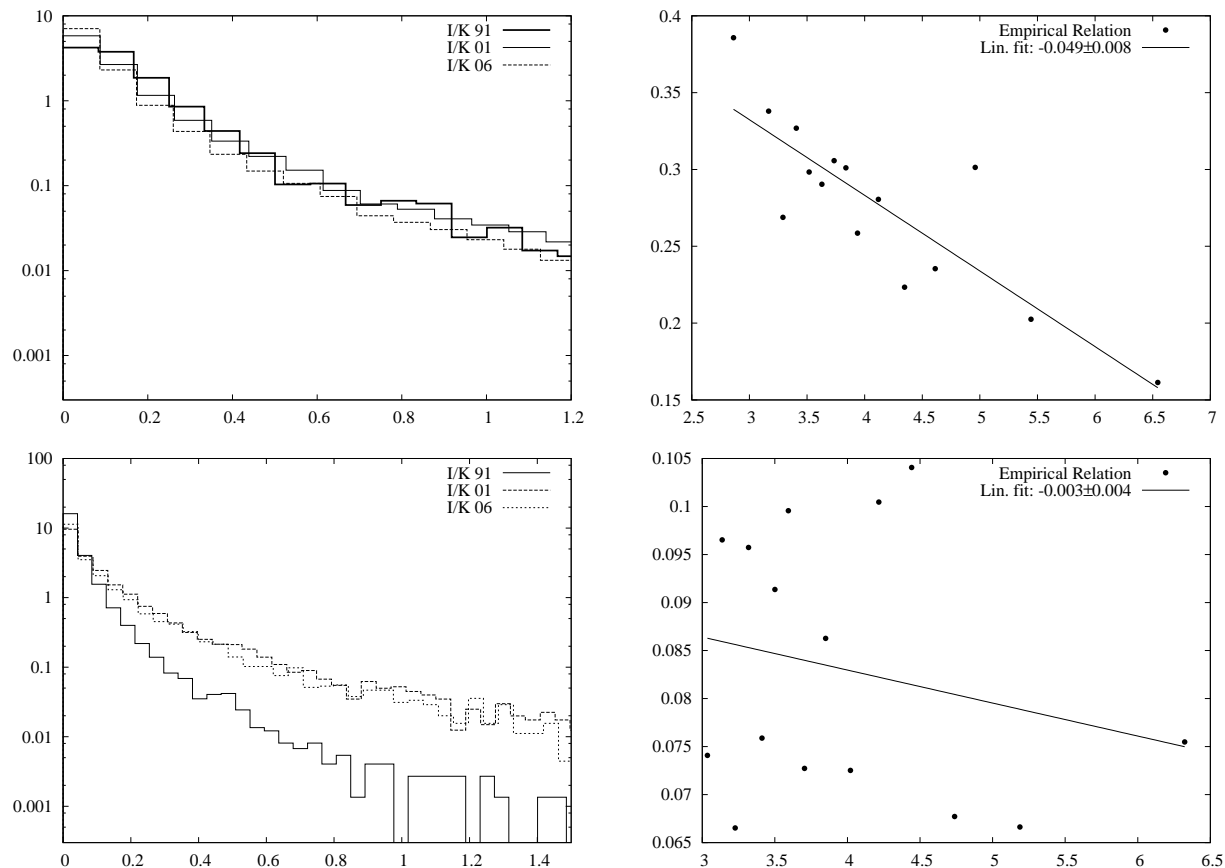 10
1
0.1
0.01
0.001
0 0.2 0.4 0.6 0.8 1 1.2
I/K 91
I/K 01
I/K 06
0.4
0.35
0.3
0.25
0.2
0.15
2.5 3 3.5 4 4.5 5 5.5 6 6.5 7
Empirical Relation
Lin. fit: -0.049±0.008
100
10
1
0.1
0.01
0.001
0 0.2 0.4 0.6 0.8 1 1.2 1.4
I/K 91
I/K 01
I/K 06
0.105
0.1
0.095
0.09
0.085
0.08
0.075
0.07
0.065
3 3.5 4 4.5 5 5.5 6 6.5
Empirical Relation
Lin. fit: -0.003±0.004